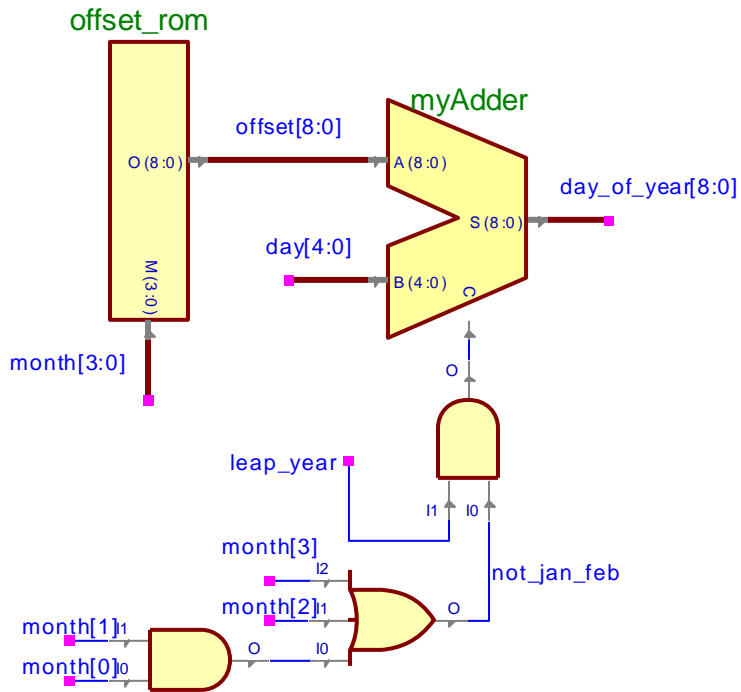 offset_rom
myAdder
offset[8:0]
O(8:0)
A(8:0)
day_of_year[8:0]
S(8:0)
day[4:0]
M(3:0)
B(4:0)
C
month[3:0]
O
leap_year
I1
I0
month[3]
I2
not_jan_feb
month[2]
I1
O
month[1]
I1
O
I0
month[0]
I0